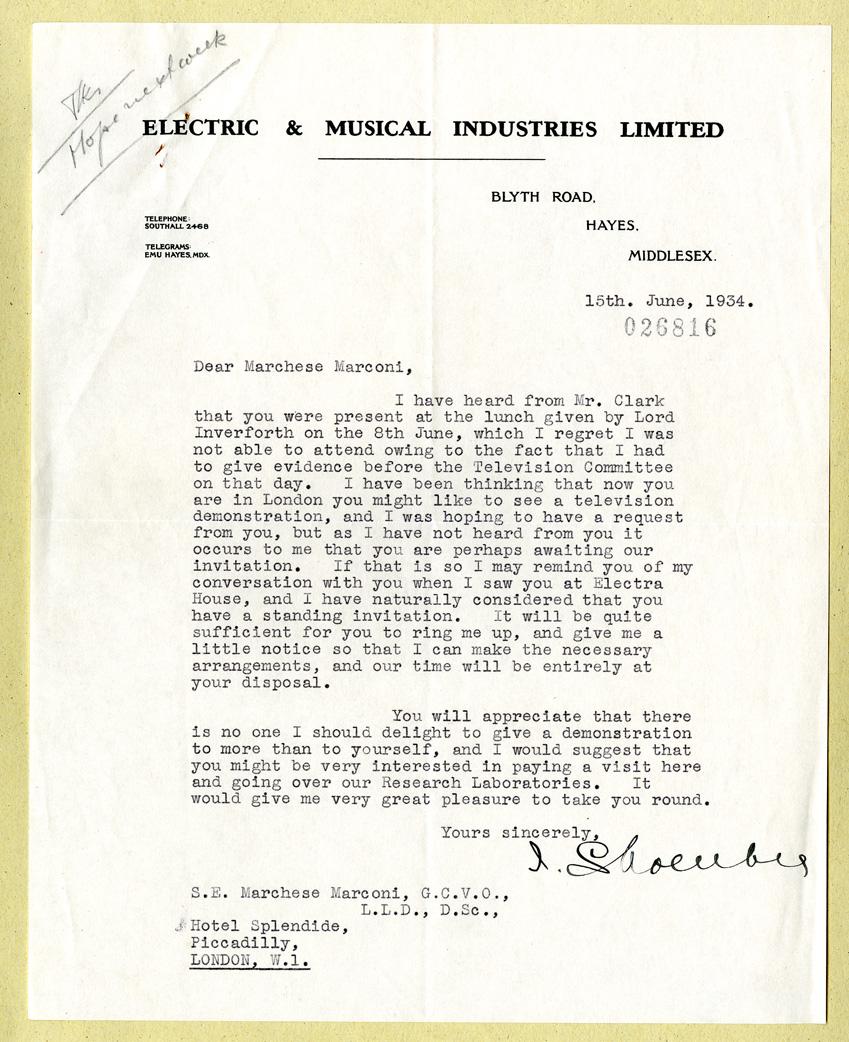 Tks
Hope next week
ELECTRIC & MUSICAL INDUSTRIES LIMITED
BLYTH ROAD,
HAYES,
MIDDLESEX.
TELEPHONE:
SOUTHALL 2468
TELEGRAMS:
EMU HAYES, MDX.
15th. June, 1934.
026816
Dear Marchese Marconi,
I have heard from Mr. Clark
that you were present at the lunch given by Lord
Inverforth on the 8th June, which I regret I was
not able to attend owing to the fact that I had
to give evidence before the Television Committee
on that day. I have been thinking that now you
are in London you might like to see a television
demonstration, and I was hoping to have a request
from you, but as I have not heard from you it
occurs to me that you are perhaps awaiting our
invitation. If that is so I may remind you of my
conversation with you when I saw you at Electra
House, and I have naturally considered that you
have a standing invitation. It will be quite
sufficient for you to ring me up, and give me a
little notice so that I can make the necessary
arrangements, and our time will be entirely at
your disposal.
You will appreciate that there
is no one I should delight to give a demonstration
to more than to yourself, and I would suggest that
you might be very interested in paying a visit here
and going over our Research Laboratories. It
would give me very great pleasure to take you round.
Yours sincerely,
I. Shoenberg
S.E. Marchese Marconi, G.C.V.O.,
L.L.D., D.Sc.,
Hotel Splendide,
Piccadilly,
LONDON, W.1.